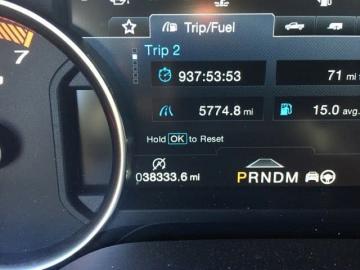 Trip/Fuel
Trip 2
937:53:53
71 mi
5774.8 mi
15.0 avg.
Hold OK to Reset
038333.6 mi
PRNDM
7